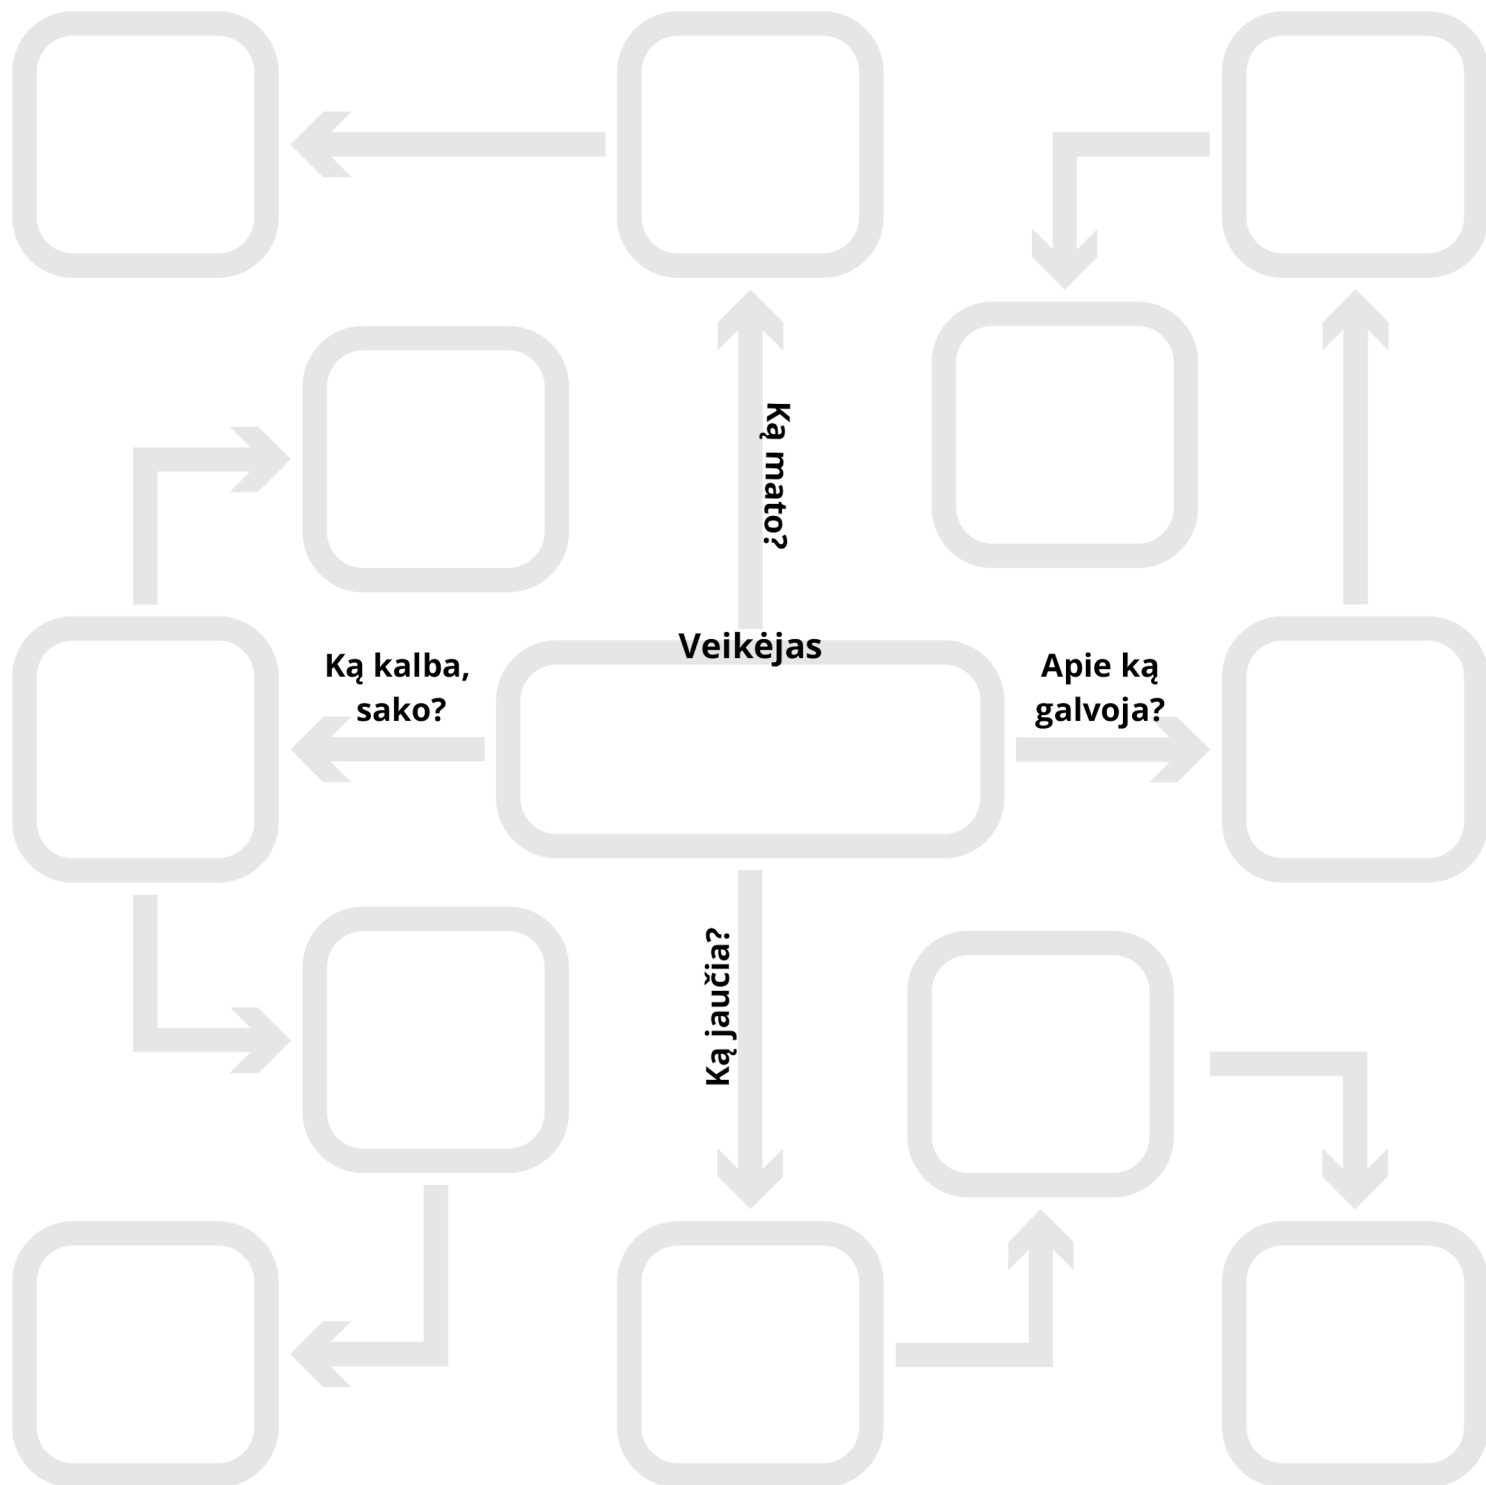 Ką mato?
Veikėjas
Ką kalba,
sako?
Apie ką
galvoja?
Ką jaučia?